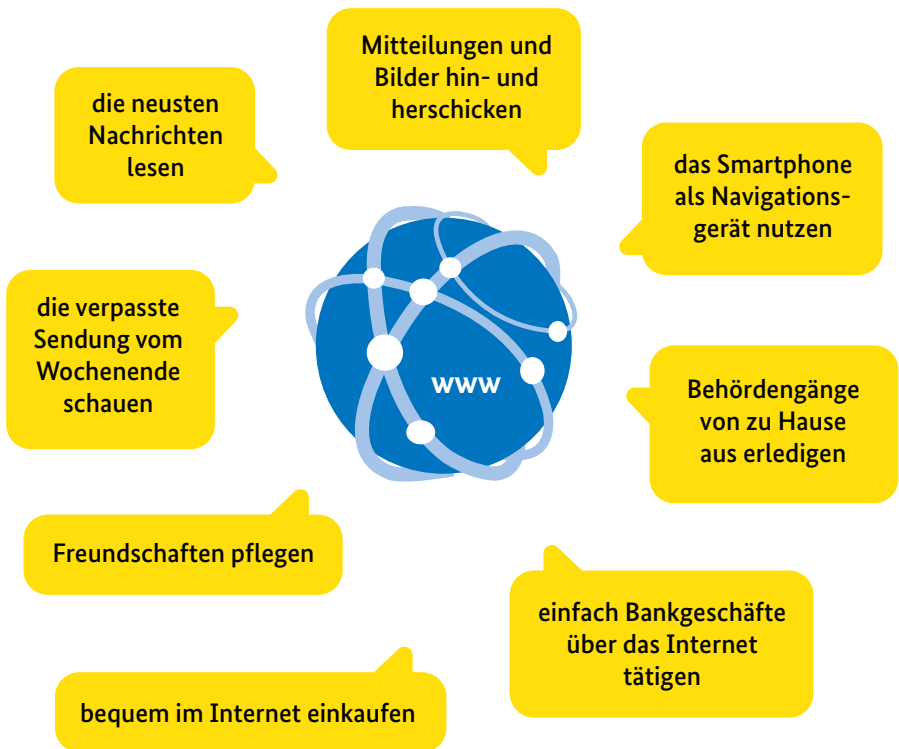 Mitteilungen und
Bilder hin- und
herschicken
die neusten
Nachrichten
lesen
das Smartphone
als Navigations-
gerät nutzen
die verpasste
Sendung vom
Wochenende
schauen
www
Behördengänge
von zu Hause
aus erledigen
Freundschaften pflegen
einfach Bankgeschäfte
über das Internet
tätigen
bequem im Internet einkaufen